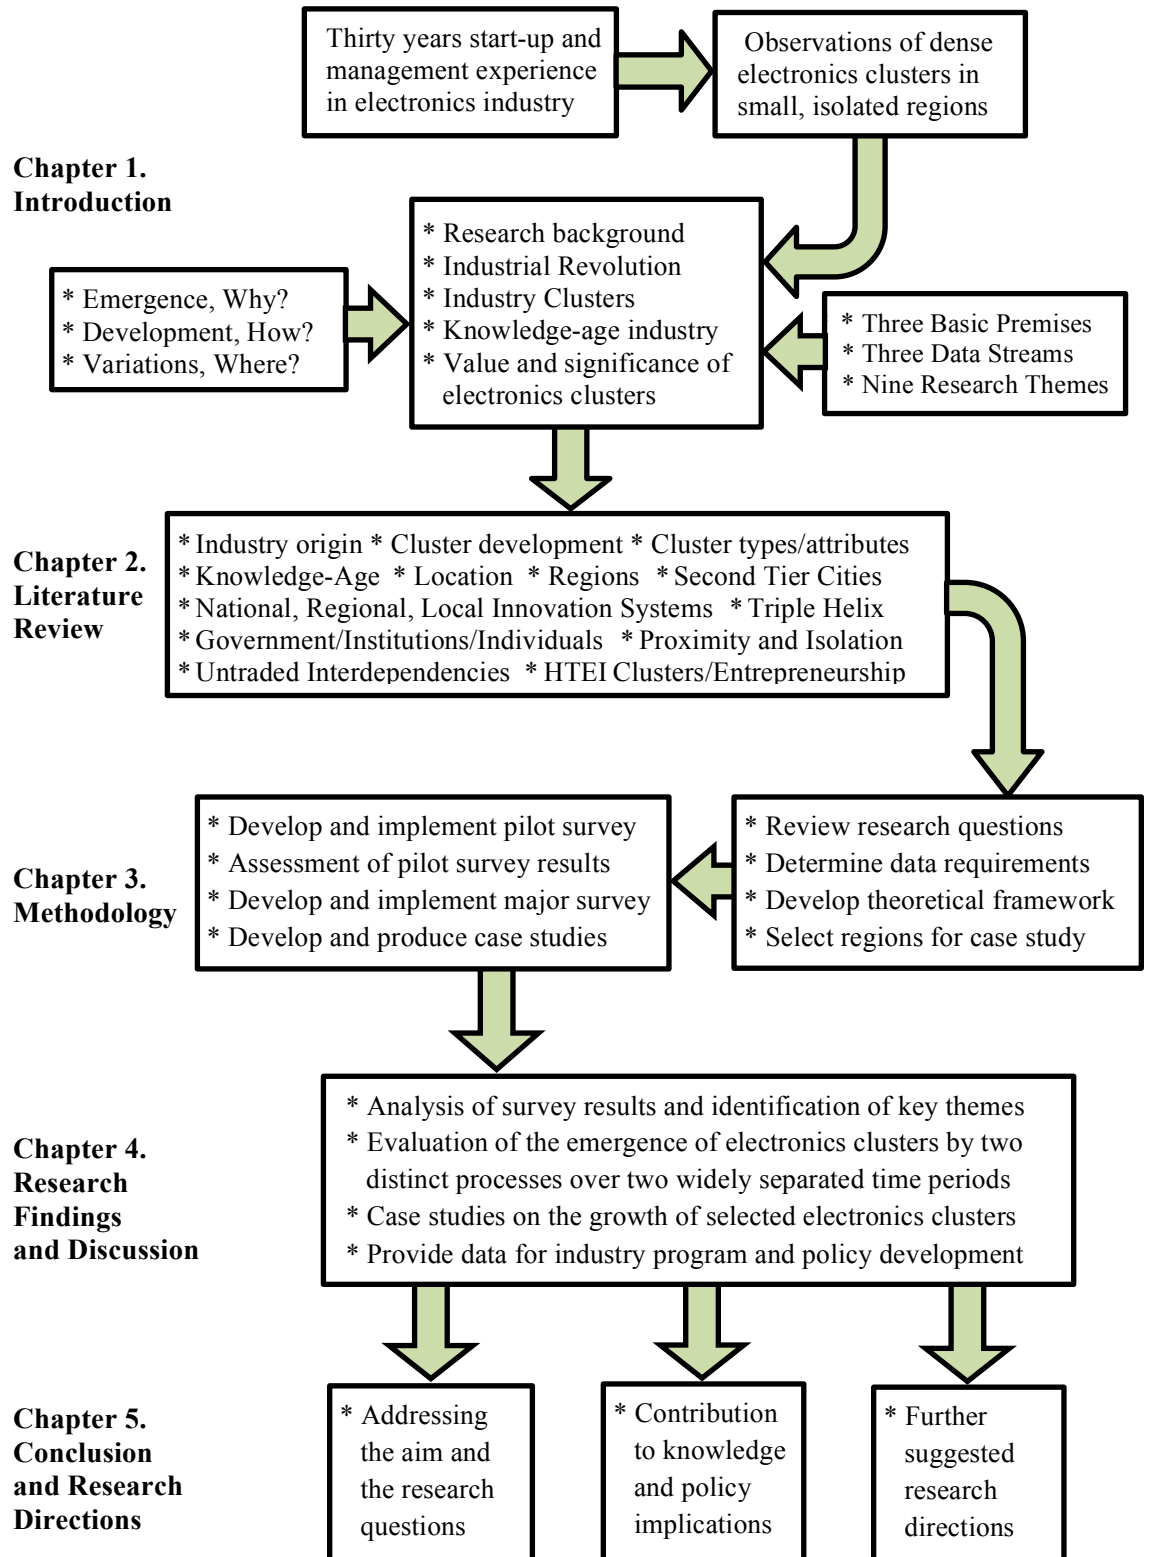 Thirty years start-up and
management experience
in electronics industry
Observations of dense
electronics clusters in
small, isolated regions
Chapter 1.
Introduction
* Research background
* Industrial Revolution
* Industry Clusters
* Knowledge-age industry
* Value and significance of
electronics clusters
* Emergence, Why?
* Development, How?
* Variations, Where?
* Three Basic Premises
* Three Data Streams
* Nine Research Themes
Chapter 2.
Literature
Review
* Industry origin * Cluster development * Cluster types/attributes
* Knowledge-Age * Location * Regions * Second Tier Cities
* National, Regional, Local Innovation Systems * Triple Helix
* Government/Institutions/Individuals * Proximity and Isolation
* Untraded Interdependencies * HTEI Clusters/Entrepreneurship
Chapter 3.
Methodology
* Develop and implement pilot survey
* Assessment of pilot survey results
* Develop and implement major survey
* Develop and produce case studies
* Review research questions
* Determine data requirements
* Develop theoretical framework
* Select regions for case study
Chapter 4.
Research
Findings
and Discussion
* Analysis of survey results and identification of key themes
* Evaluation of the emergence of electronics clusters by two
distinct processes over two widely separated time periods
* Case studies on the growth of selected electronics clusters
* Provide data for industry program and policy development
Chapter 5.
Conclusion
and Research
Directions
* Addressing
the aim and
the research
questions
* Contribution
to knowledge
and policy
implications
* Further
suggested
research
directions